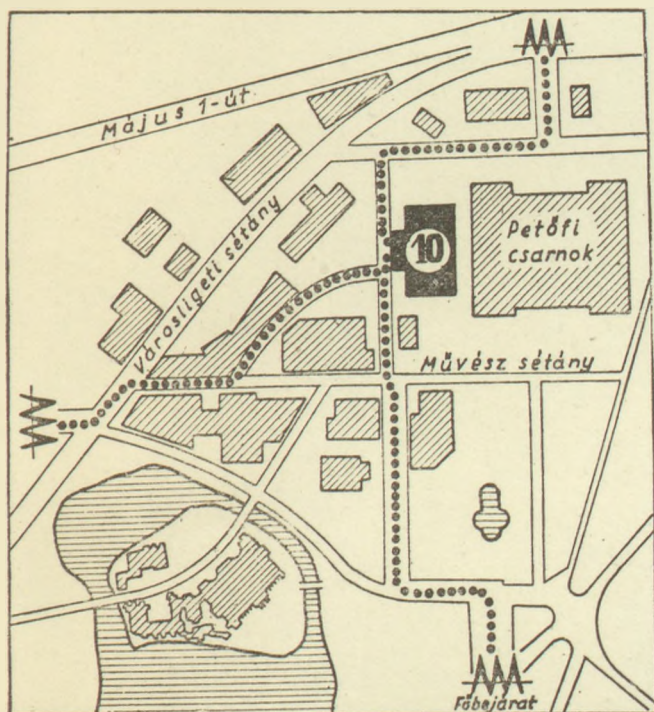 Május 1-út
Városligeti sétány
10
Petőfi
csarnok
Művész sétány
Főbejárat